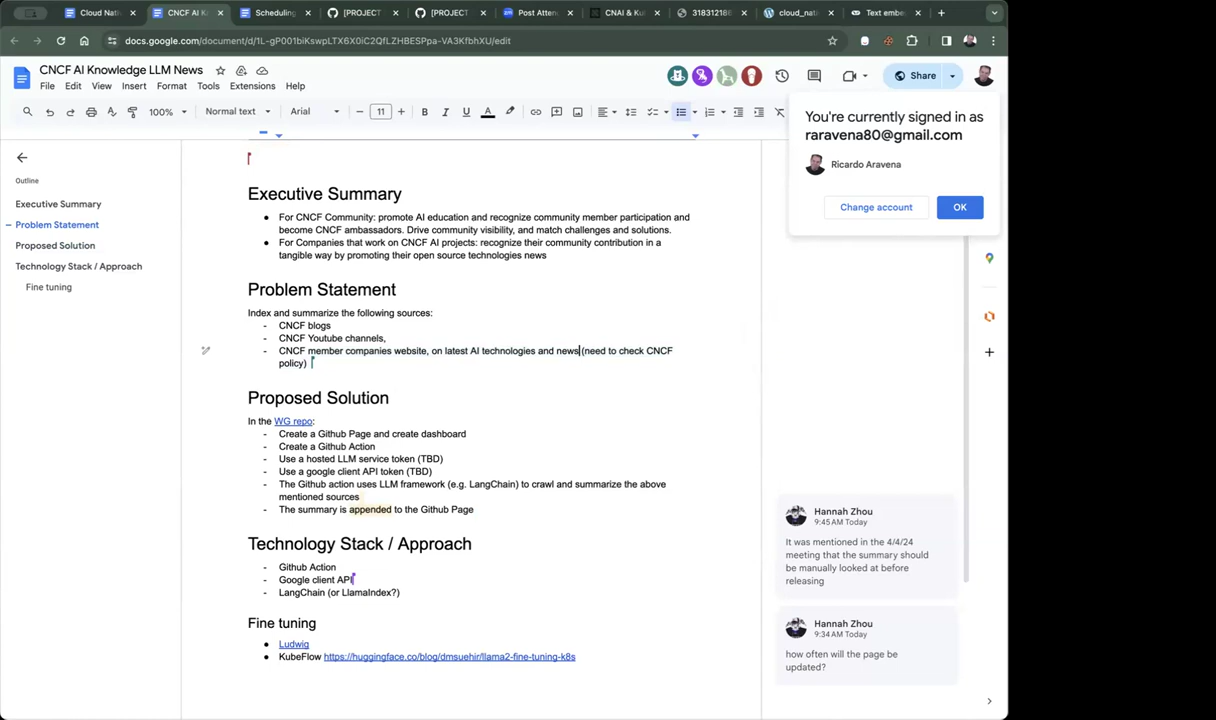 Cloud Nativ
CNCF AI K
Scheduling
[PROJECT
[PROJECT
Post Atten
CNAI & Ku
31831218
cloud_nati
Text embe
docs.google.com/document/d/1L-gP001biKswpLTX6X0iC2QfLZHBESPpa-VA3KfbhXU/edit
CNCF AI Knowledge LLM News
File Edit View Insert Format Tools Extensions Help
Share
100% Normal text Arial 11
You're currently signed in as
raravena80@gmail.com
Ricardo Aravena
Change account OK
Outline
Executive Summary
Problem Statement
Proposed Solution
Technology Stack / Approach
Fine tuning
Executive Summary
● For CNCF Community: promote AI education and recognize community member participation and
become CNCF ambassadors. Drive community visibility, and match challenges and solutions.
● For Companies that work on CNCF AI projects: recognize their community contribution in a
tangible way by promoting their open source technologies news
Problem Statement
Index and summarize the following sources:
- CNCF blogs
- CNCF Youtube channels,
- CNCF member companies website, on latest AI technologies and news (need to check CNCF
policy)
Proposed Solution
In the WG repo:
- Create a Github Page and create dashboard
- Create a Github Action
- Use a hosted LLM service token (TBD)
- Use a google client API token (TBD)
- The Github action uses LLM framework (e.g. LangChain) to crawl and summarize the above
mentioned sources
- The summary is appended to the Github Page
Technology Stack / Approach
- Github Action
- Google client API
- LangChain (or LlamaIndex?)
Fine tuning
● Ludwig
● KubeFlow https://huggingface.co/blog/dmsuehir/llama2-fine-tuning-k8s
Hannah Zhou
9:45 AM Today
It was mentioned in the 4/4/24
meeting that the summary should
be manually looked at before
releasing
Hannah Zhou
9:34 AM Today
how often will the page be
updated?